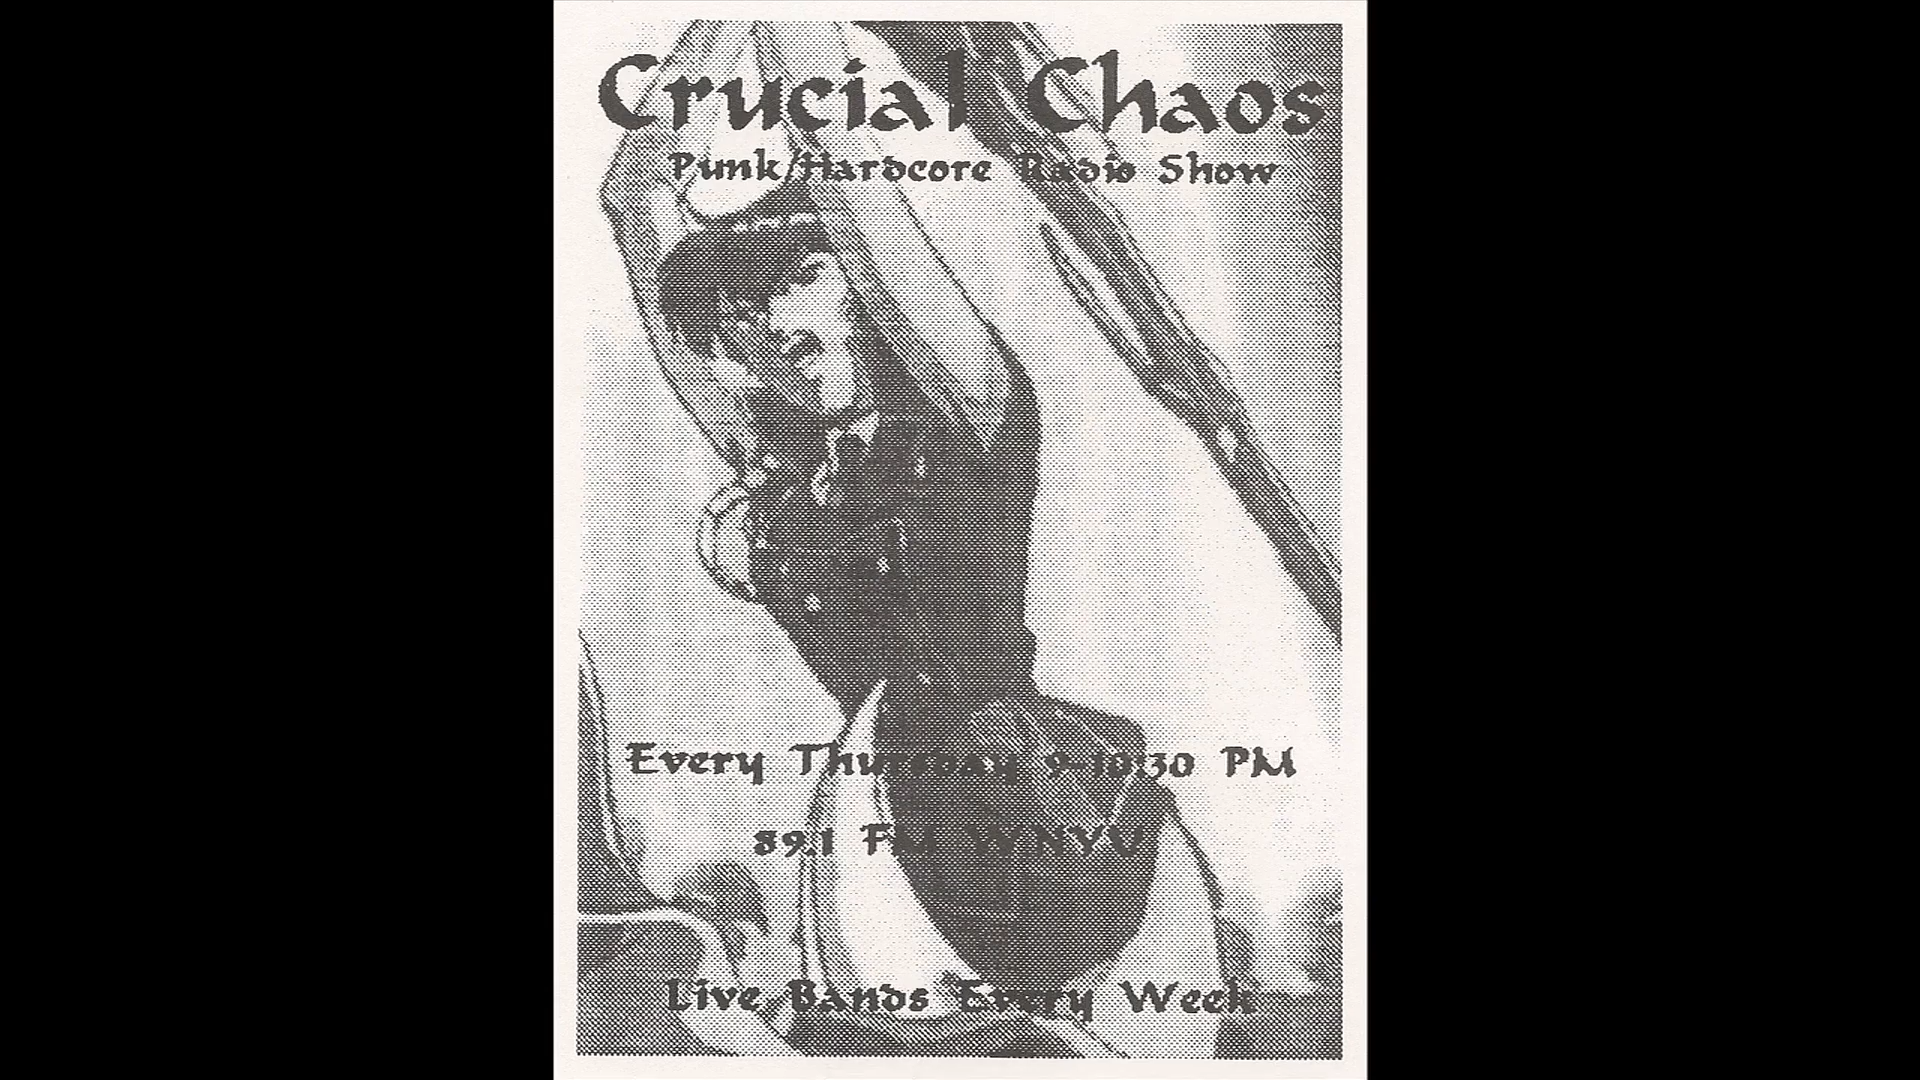 Crucial Chaos
Punk/Hardcore Radio Show
Every Thursday 9-10:30 PM
89.1 FM WNYU
Live Bands Every Week